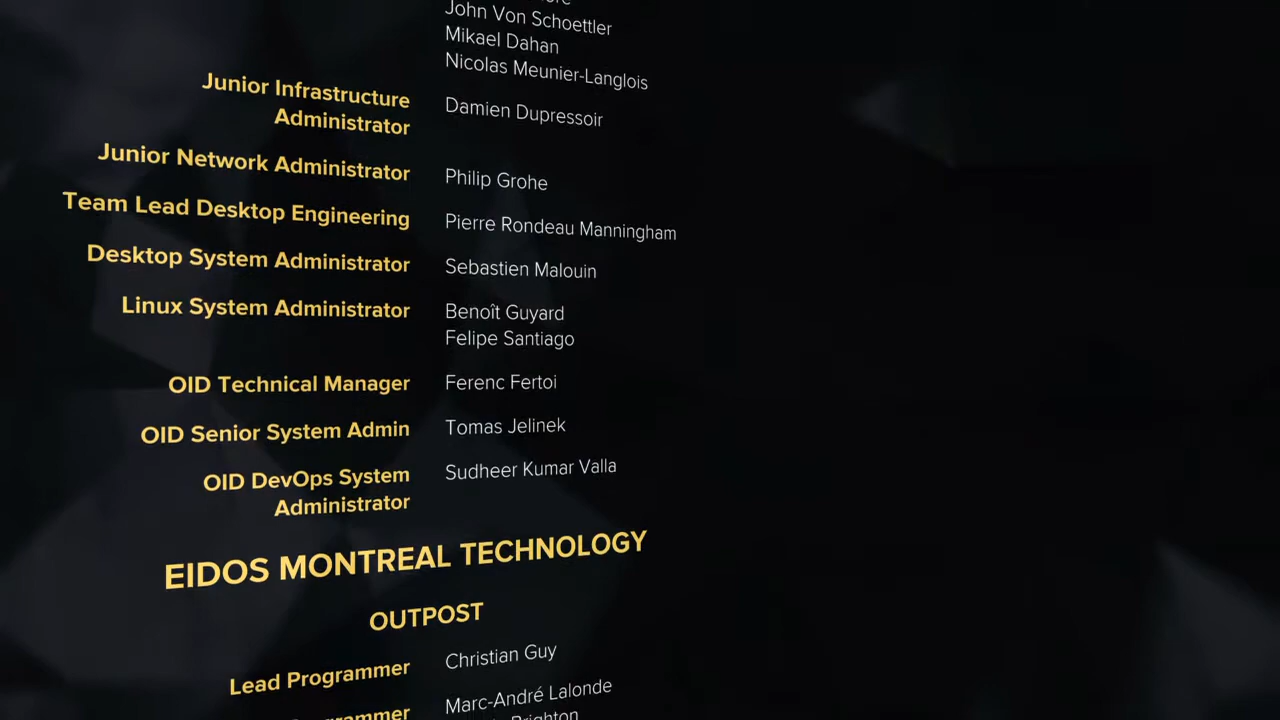 John Von Schoettler
Mikael Dahan
Nicolas Meunier-Langlois
Junior Infrastructure
Administrator
Damien Dupressoir
Junior Network Administrator
Philip Grohe
Team Lead Desktop Engineering
Pierre Rondeau Manningham
Desktop System Administrator
Sebastien Malouin
Linux System Administrator
Benoît Guyard
Felipe Santiago
OID Technical Manager
Ferenc Fertoi
OID Senior System Admin
Tomas Jelinek
OID DevOps System
Administrator
Sudheer Kumar Valla
EIDOS MONTREAL TECHNOLOGY
OUTPOST
Lead Programmer
Christian Guy
Marc-André Lalonde
Brighton